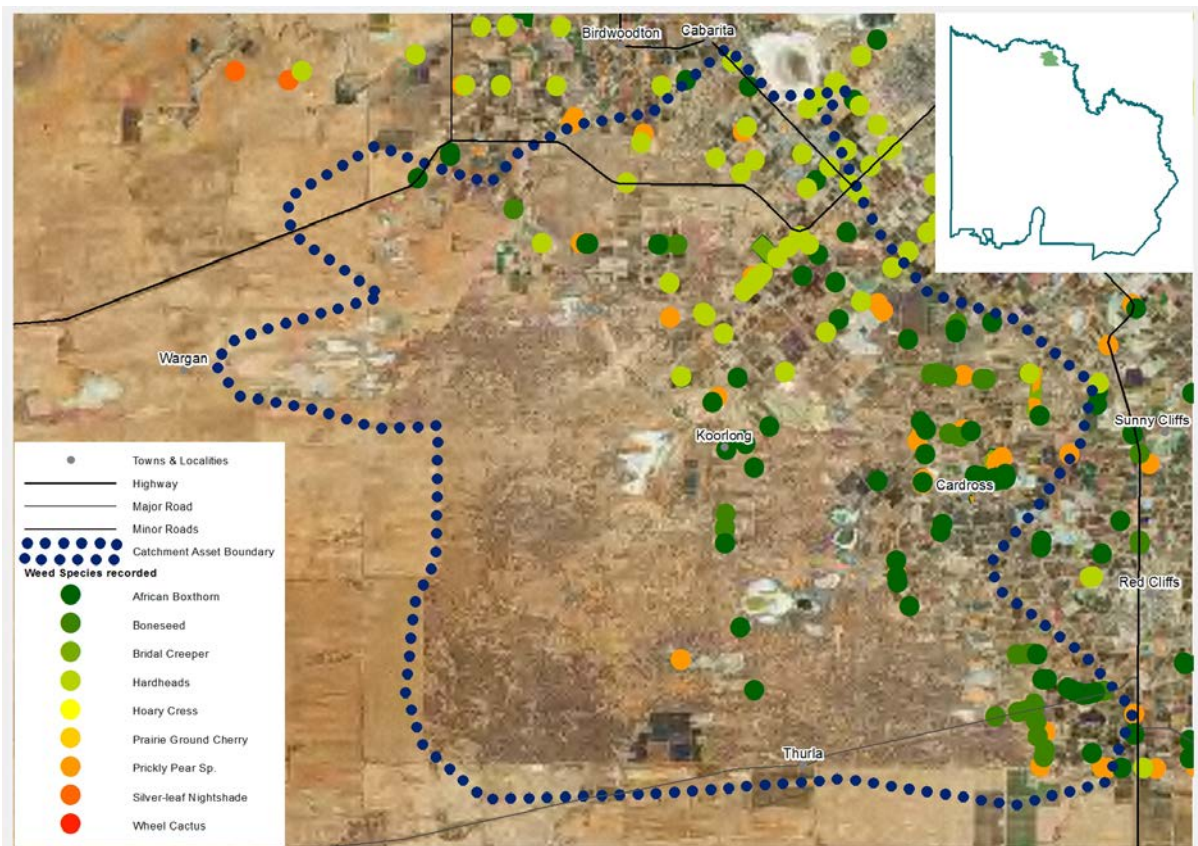 Birdwoodton
Cabarita
Wargan
Koorlong
Sunny Cliffs
Cardross
Red Cliffs
Thurla
Towns & Localities
Highway
Major Road
Minor Roads
Catchment Asset Boundary
Weed Species recorded
African Boxthorn
Boneseed
Bridal Creeper
Hardheads
Hoary Cress
Prairie Ground Cherry
Prickly Pear Sp.
Silver-leaf Nightshade
Wheel Cactus